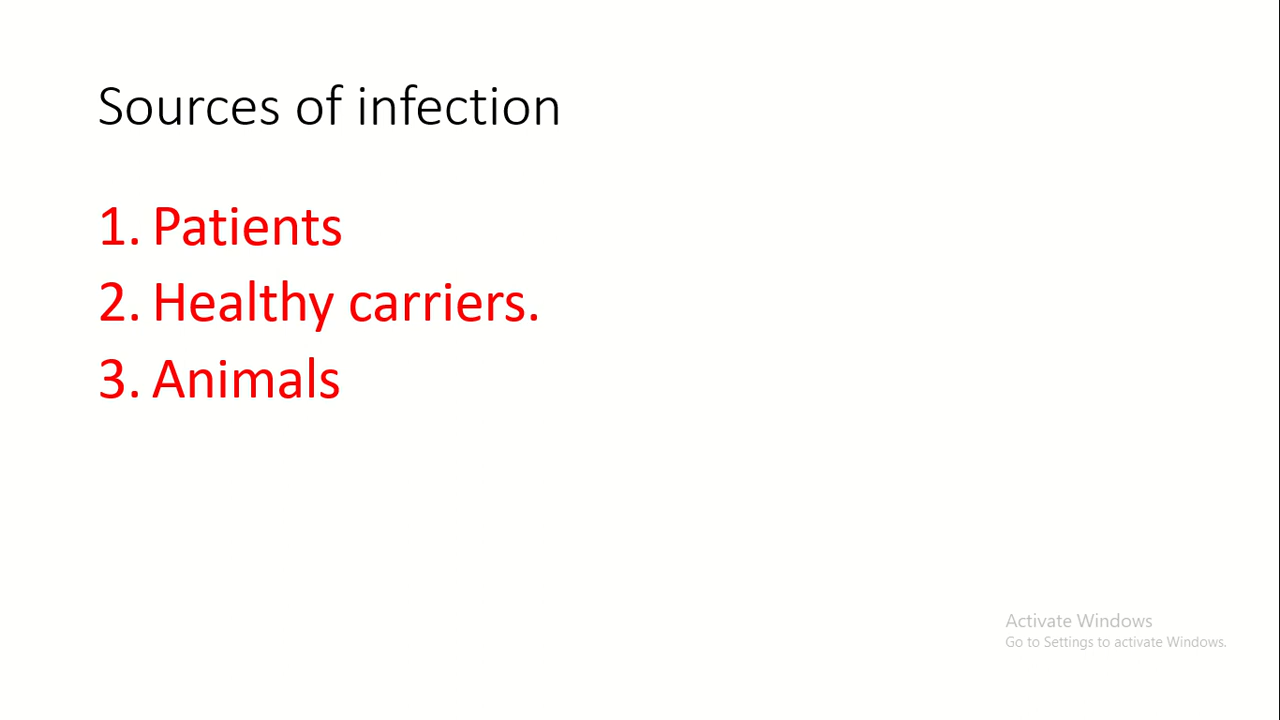 Sources of infection
1. Patients
2. Healthy carriers.
3. Animals
Activate Windows
Go to Settings to activate Windows.